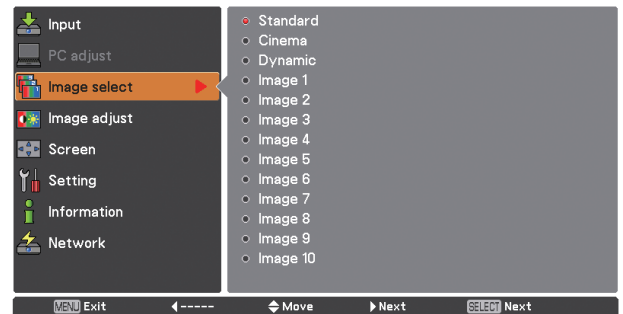 Input
PC adjust
Image select
Image adjust
Screen
Setting
Information
Network
Standard
Cinema
Dynamic
Image 1
Image 2
Image 3
Image 4
Image 5
Image 6
Image 7
Image 8
Image 9
Image 10
MENU Exit ◀----- Move Next SELECT Next